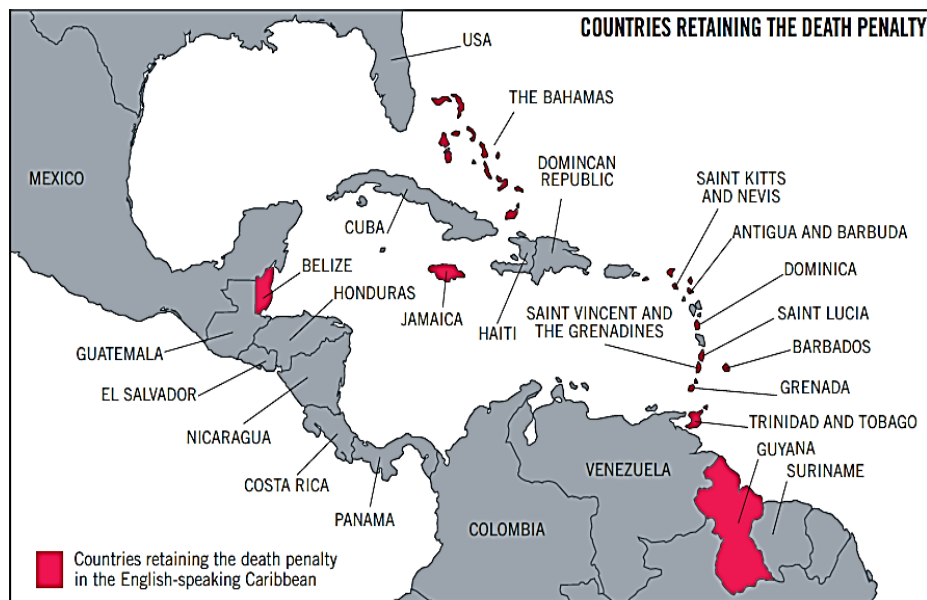 COUNTRIES RETAINING THE DEATH PENALTY
USA
THE BAHAMAS
MEXICO
DOMINCAN
REPUBLIC
SAINT KITTS
AND NEVIS
CUBA
ANTIGUA AND BARBUDA
BELIZE
DOMINICA
HONDURAS
JAMAICA
HAITI
SAINT VINCENT AND
THE GRENADINES
SAINT LUCIA
GUATEMALA
BARBADOS
EL SALVADOR
GRENADA
NICARAGUA
TRINIDAD AND TOBAGO
GUYANA
COSTA RICA
VENEZUELA
SURINAME
PANAMA
COLOMBIA
Countries retaining the death penalty
in the English-speaking Caribbean